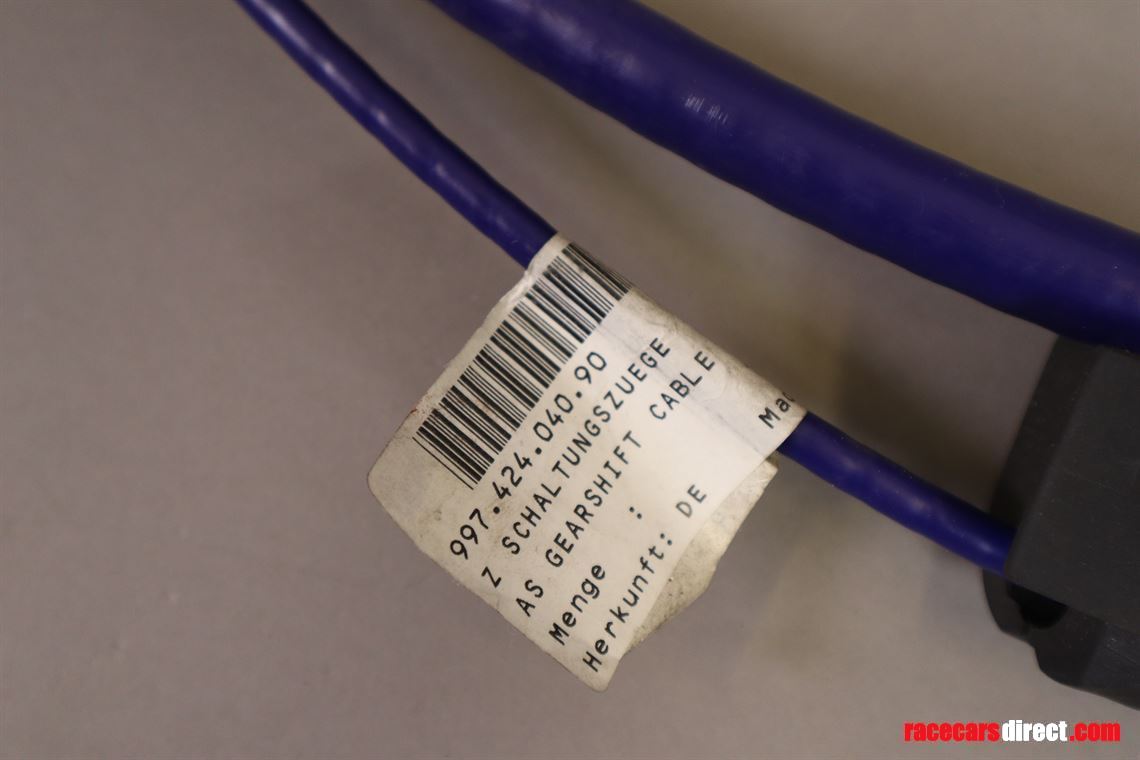 997.424.040.90
Z SCHALTUNGSZUEGE
AS GEARSHIFT CABLE
Menge :
Herkunft: DE
racecarsdirect.com